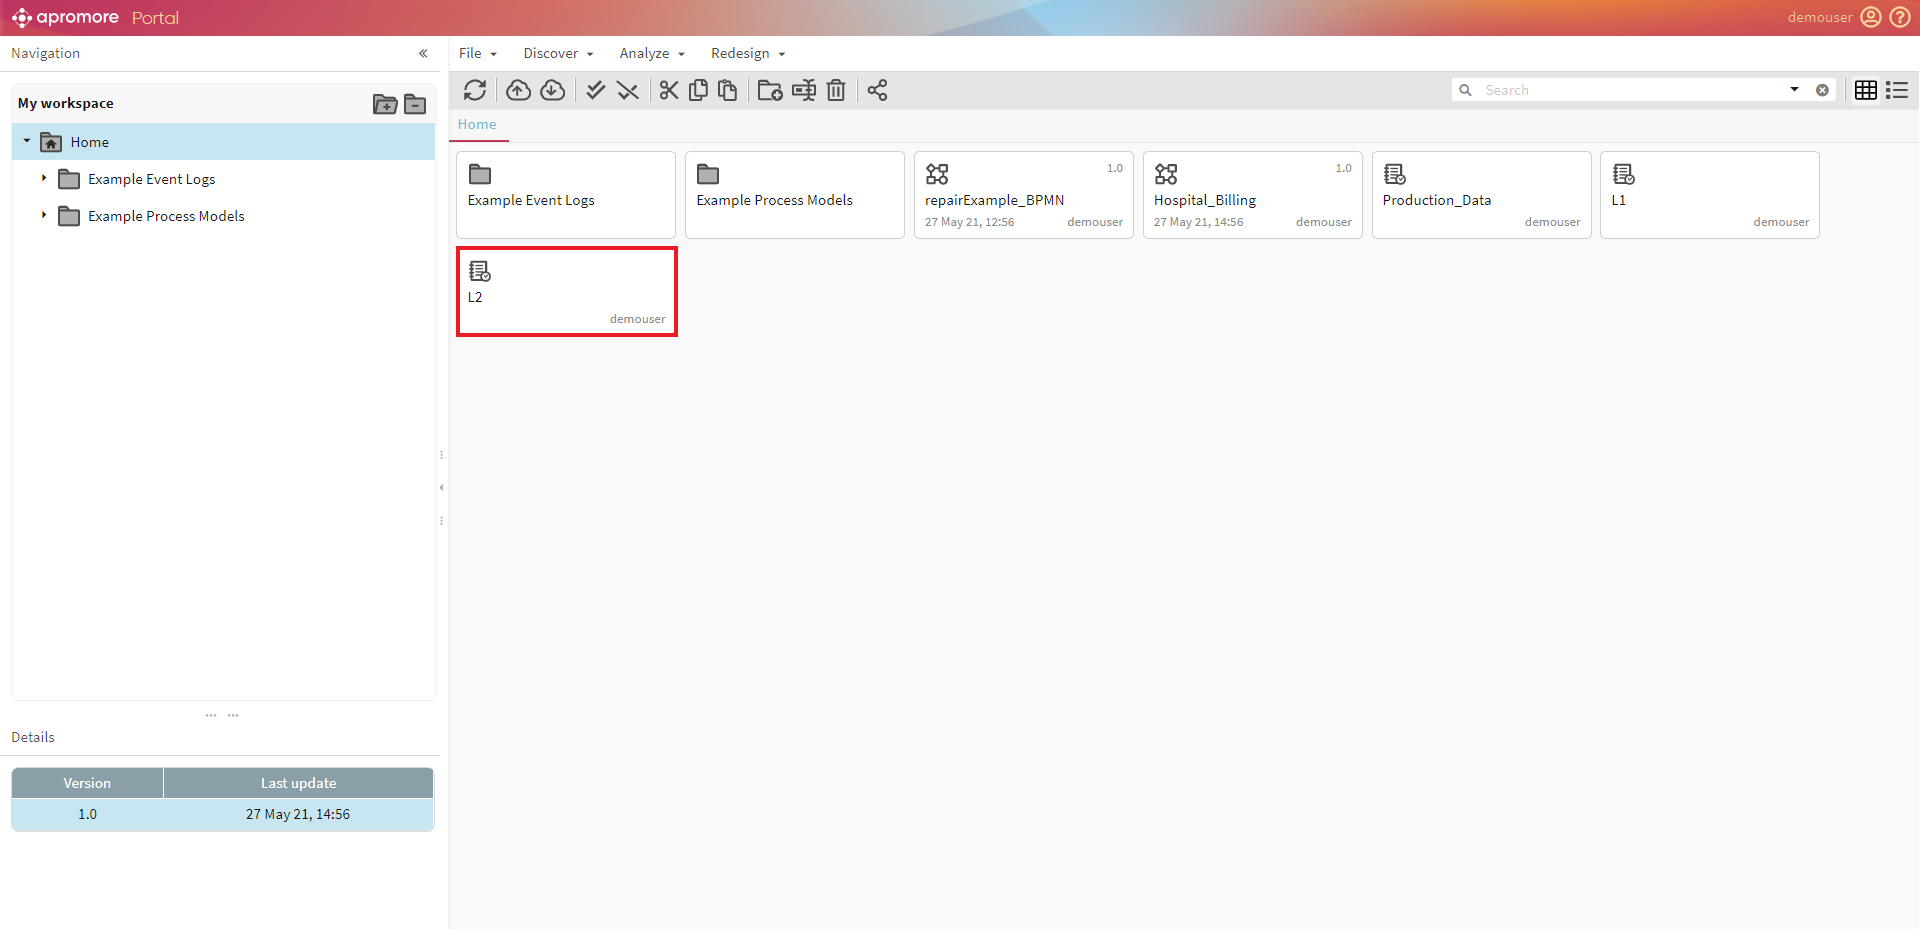 apromore Portal
demouser
Navigation
File
Discover
Analyze
Redesign
My workspace
Search
Home
Home
Example Event Logs
Example Process Models
Example Event Logs
Example Process Models
1.0
repairExample_BPMN
27 May 21, 12:56 demouser
1.0
Hospital_Billing
27 May 21, 14:56 demouser
Production_Data
demouser
L1
demouser
L2
demouser
Details
Version Last update
1.0 27 May 21, 14:56